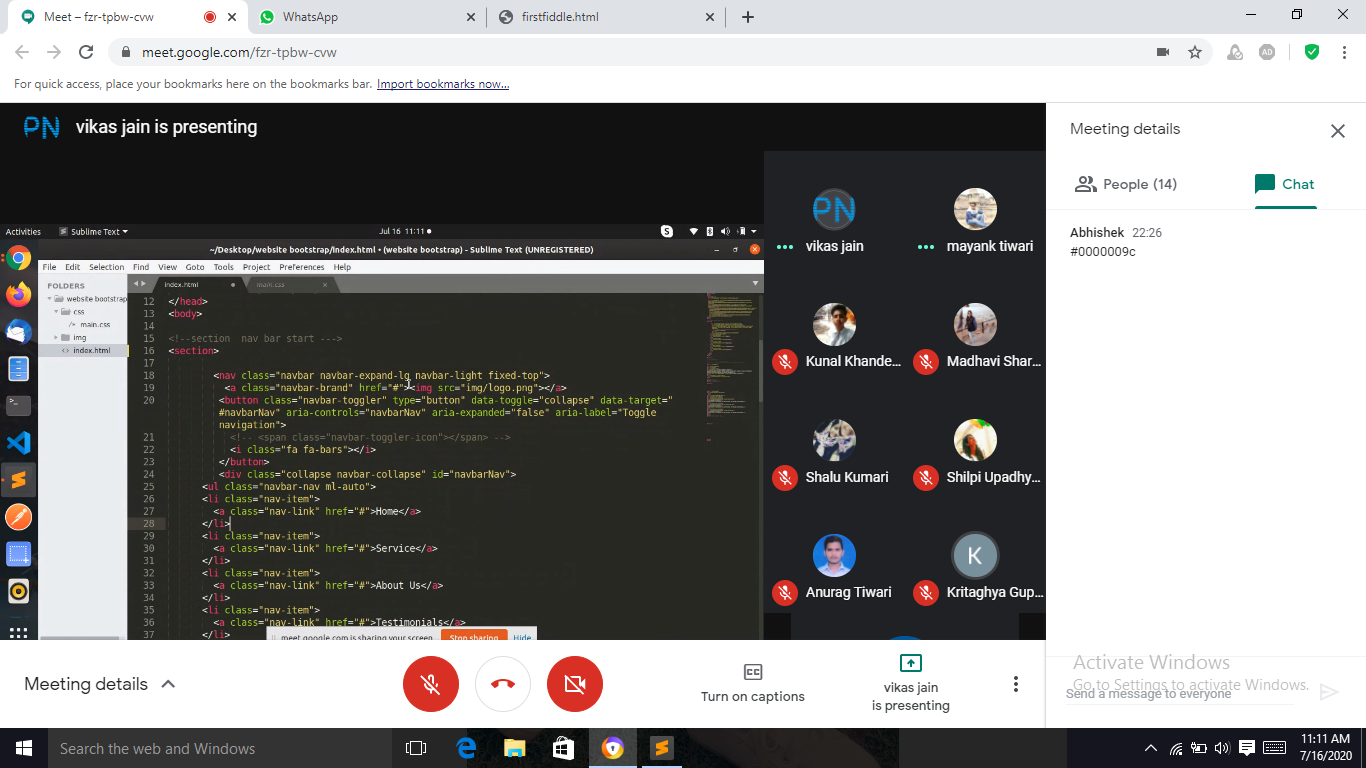 Meet – fzr-tpbw-cvw
WhatsApp
firstfiddle.html
meet.google.com/fzr-tpbw-cvw
AD
For quick access, place your bookmarks here on the bookmarks bar. Import bookmarks now...
PN vikas jain is presenting
Activities
Sublime Text
Jul 16 11:11
~/Desktop/website bootstrap/Index.html • (website bootstrap) - Sublime Text (UNREGISTERED)
File Edit Selection Find View Goto Tools Project Preferences Help
FOLDERS
website bootstrap
css
/* main.css
img
<> index.html
index.html
main.css
12 </head>
13 <body>
14
15 <!--section  nav bar start --->
16 <section>
17
18 <nav class="navbar navbar-expand-lg navbar-light fixed-top">
19 <a class="navbar-brand" href="#"><img src="img/logo.png"></a>
20 <button class="navbar-toggler" type="button" data-toggle="collapse" data-target="
#navbarNav" aria-controls="navbarNav" aria-expanded="false" aria-label="Toggle
navigation">
21 <!-- <span class="navbar-toggler-icon"></span> -->
22 <i class="fa fa-bars"></i>
23 </button>
24 <div class="collapse navbar-collapse" id="navbarNav">
25 <ul class="navbar-nav ml-auto">
26 <li class="nav-item">
27 <a class="nav-link" href="#">Home</a>
28 </li>
29 <li class="nav-item">
30 <a class="nav-link" href="#">Service</a>
31 </li>
32 <li class="nav-item">
33 <a class="nav-link" href="#">About Us</a>
34 </li>
35 <li class="nav-item">
36 <a class="nav-link" href="#">Testimonials</a>
37 </li>
meet.google.com is sharing your screen. Stop sharing Hide
PN
vikas jain
mayank tiwari
Kunal Khande...
Madhavi Shar...
Shalu Kumari
Shilpi Upadhy...
K
Anurag Tiwari
Kritaghya Gup...
Meeting details
People (14)
Chat
Abhishek 22:26
#0000009c
Activate Windows
Go to Settings to activate Windows.
Send a message to everyone
Meeting details
CC
Turn on captions
vikas jain
is presenting
Search the web and Windows
11:11 AM
7/16/2020